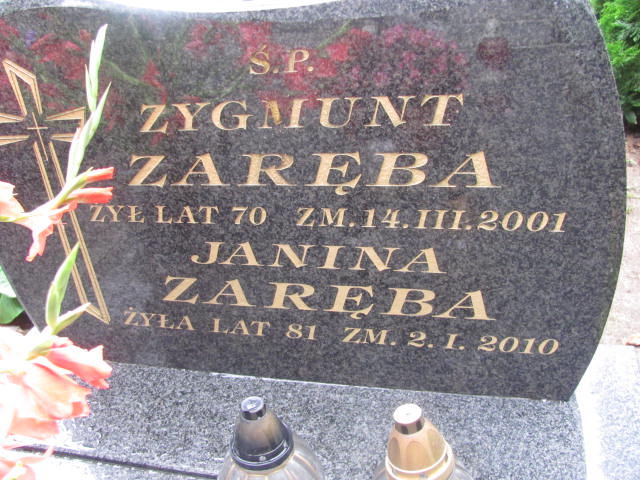 Ś.P.
ZYGMUNT
ZARĘBA
ŻYŁ LAT 70 ZM. 14. III. 2001
JANINA
ZARĘBA
ŻYŁA LAT 81 ZM. 2. I. 2010